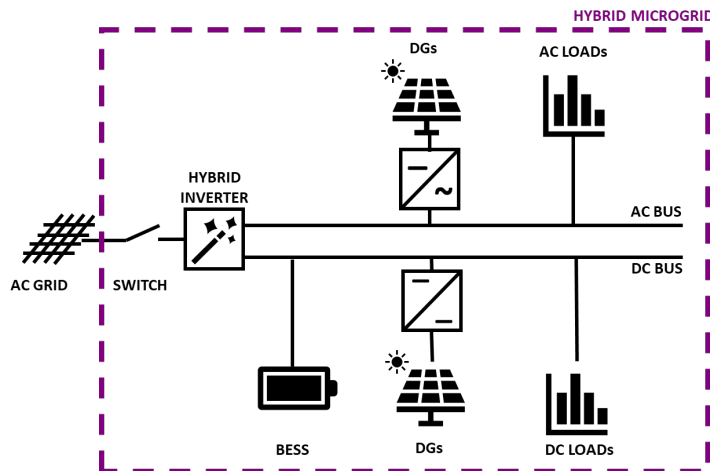 HYBRID MICROGRID
DGs
AC LOADs
HYBRID
INVERTER
AC BUS
DC BUS
AC GRID
SWITCH
BESS
DGs
DC LOADs